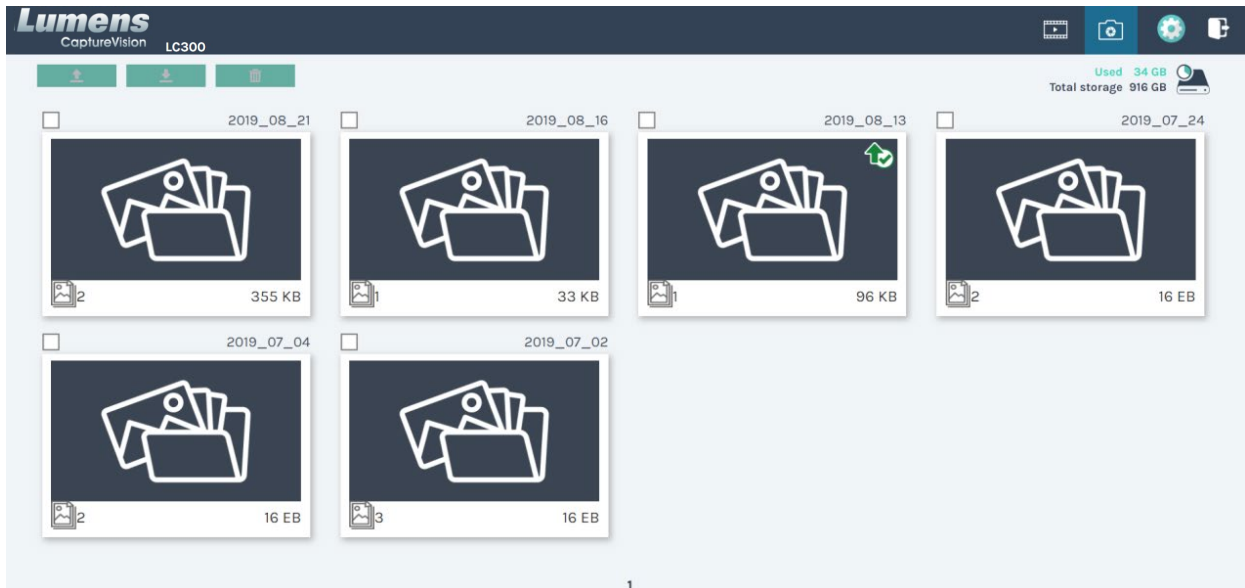 Lumens
CaptureVision LC300
Used 34 GB
Total storage 916 GB
2019_08_21
2 355 KB
2019_08_16
1 33 KB
2019_08_13
1 96 KB
2019_07_24
2 16 EB
2019_07_04
2 16 EB
2019_07_02
3 16 EB
1